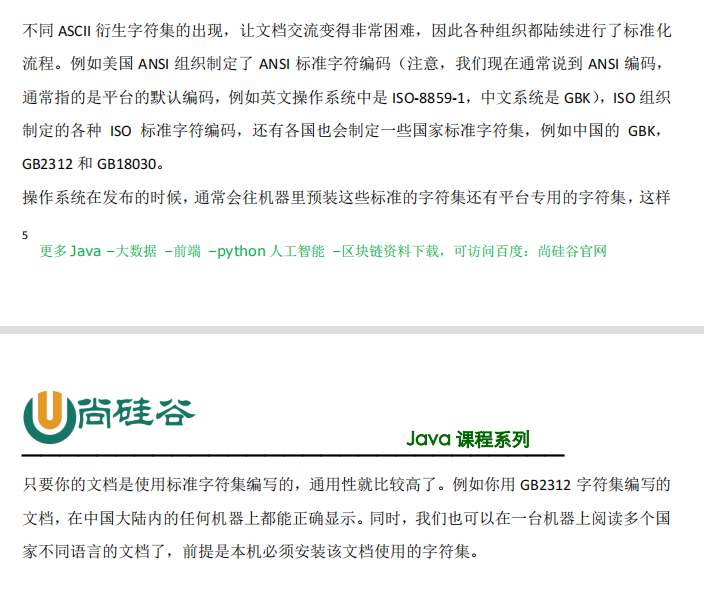 不同 ASCII 衍生字符集的出现，让文档交流变得非常困难，因此各种组织都陆续进行了标准化
流程。例如美国 ANSI 组织制定了 ANSI 标准字符编码（注意，我们现在通常说到 ANSI 编码，
通常指的是平台的默认编码，例如英文操作系统中是 ISO-8859-1，中文系统是 GBK），ISO 组织
制定的各种 ISO 标准字符编码，还有各国也会制定一些国家标准字符集，例如中国的 GBK，
GB2312 和 GB18030。
操作系统在发布的时候，通常会往机器里预装这些标准的字符集还有平台专用的字符集，这样
5
更多 Java –大数据 –前端 –python 人工智能 –区块链资料下载，可访问百度：尚硅谷官网
尚硅谷
Java 课程系列
只要你的文档是使用标准字符集编写的，通用性就比较高了。例如你用 GB2312 字符集编写的
文档，在中国大陆内的任何机器上都能正确显示。同时，我们也可以在一台机器上阅读多个国
家不同语言的文档了，前提是本机必须安装该文档使用的字符集。